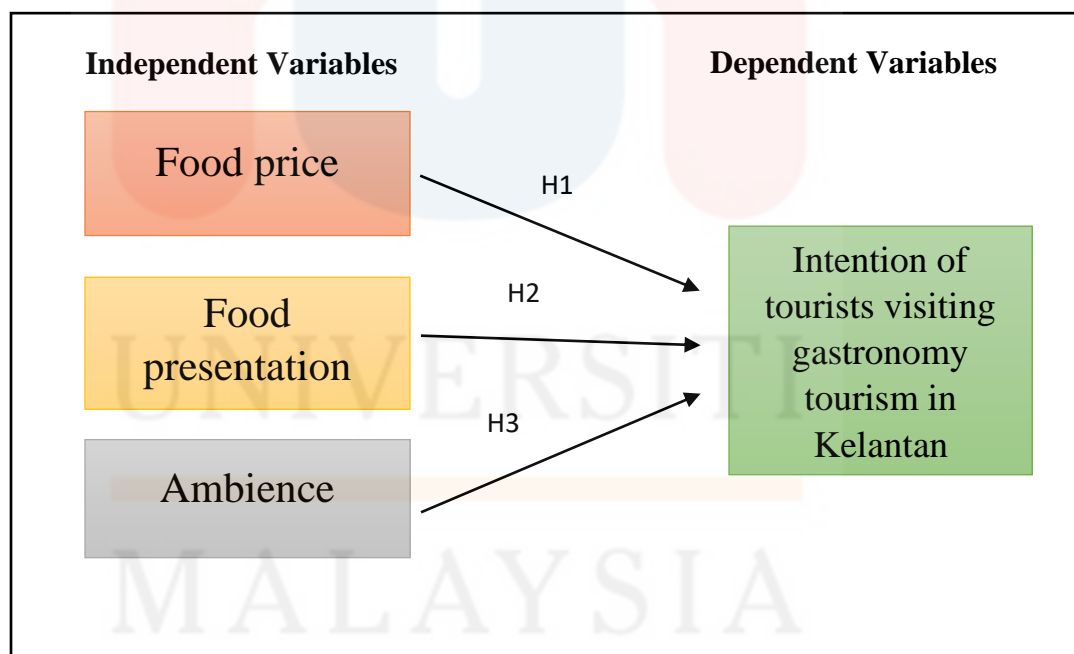 Independent Variables
Dependent Variables
Food price
H1
Food
presentation
H2
Ambience
H3
Intention of
tourists visiting
gastronomy
tourism in
Kelantan
UNIVERSITI
MALAYSIA